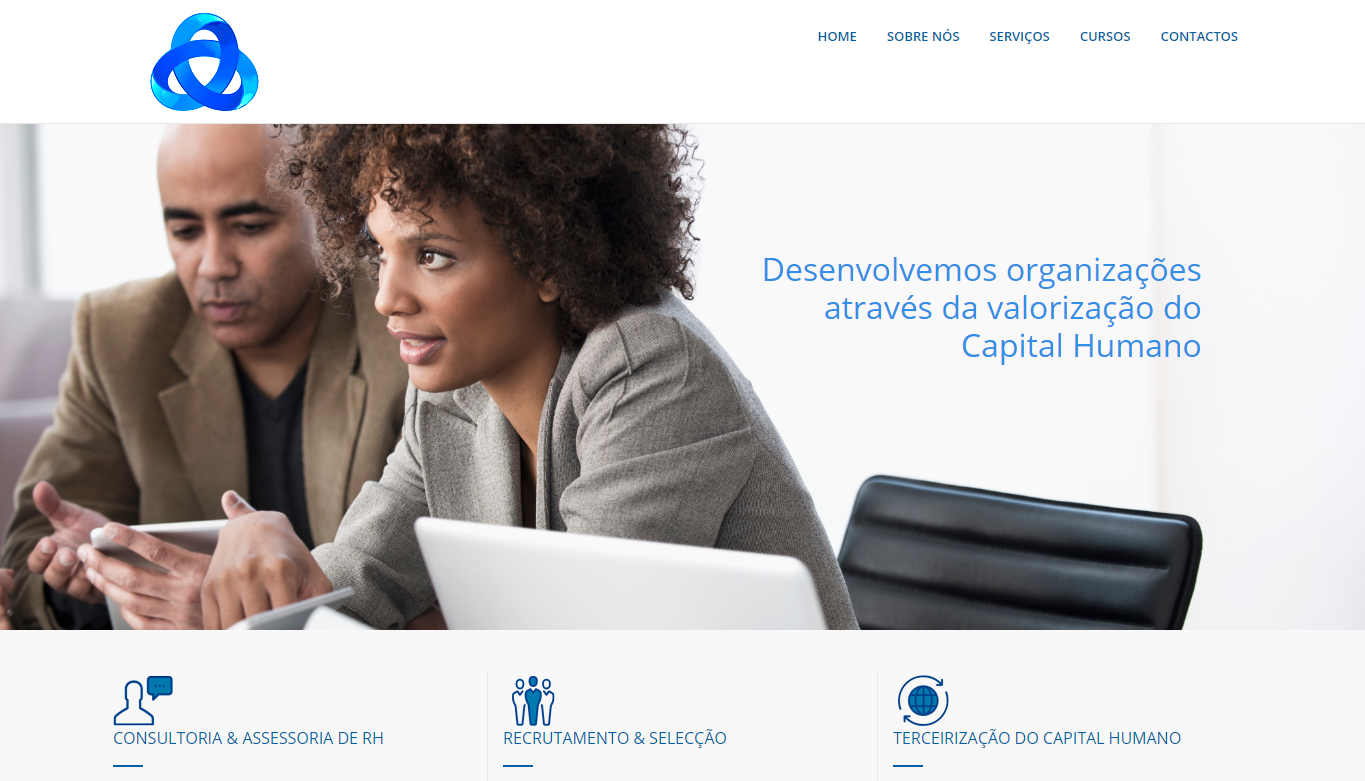 HOME SOBRE NÓS SERVIÇOS CURSOS CONTACTOS
Desenvolvemos organizações
através da valorização do
Capital Humano
CONSULTORIA & ASSESSORIA DE RH
RECRUTAMENTO & SELECÇÃO
TERCEIRIZAÇÃO DO CAPITAL HUMANO